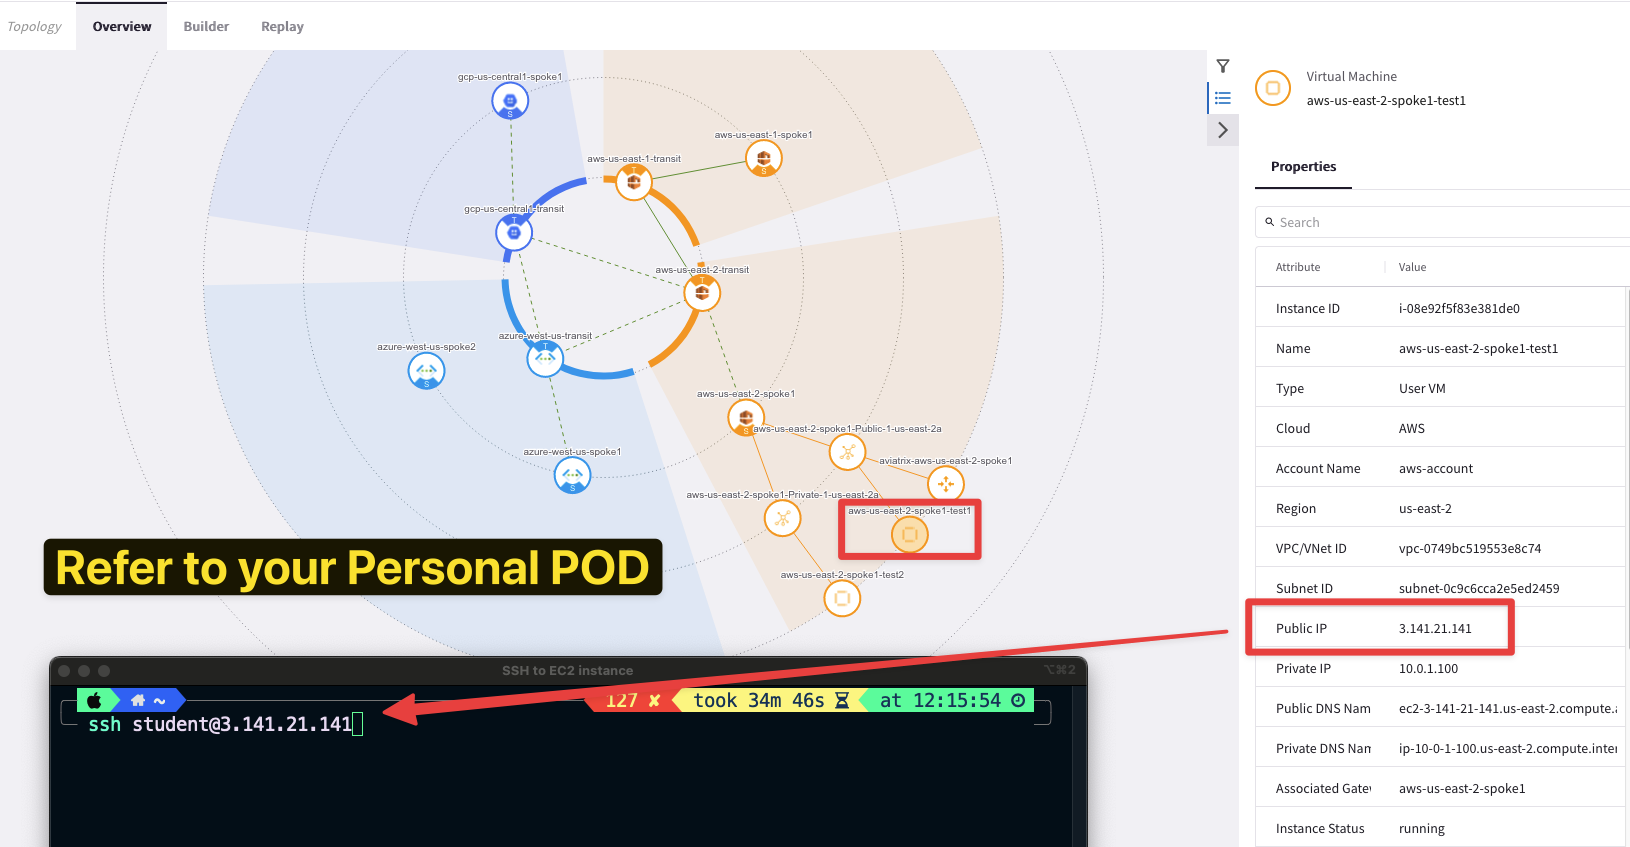 Topology
Overview
Builder
Replay
gcp-us-central1-spoke1
S
aws-us-east-1-spoke1
S
aws-us-east-1-transit
T
gcp-us-central1-transit
T
aws-us-east-2-transit
T
azure-west-us-transit
T
azure-west-us-spoke2
S
aws-us-east-2-spoke1
S
aws-us-east-2-spoke1-Public-1-us-east-2a
azure-west-us-spoke1
S
aviatrix-aws-us-east-2-spoke1
aws-us-east-2-spoke1-Private-1-us-east-2a
aws-us-east-2-spoke1-test1
aws-us-east-2-spoke1-test2
Refer to your Personal POD
SSH to EC2 instance
⌥⌘2
~
127 ✘
took 34m 46s
at 12:15:54
ssh student@3.141.21.141
Virtual Machine
aws-us-east-2-spoke1-test1
Properties
Search
Attribute Value
Instance ID i-08e92f5f83e381de0
Name aws-us-east-2-spoke1-test1
Type User VM
Cloud AWS
Account Name aws-account
Region us-east-2
VPC/VNet ID vpc-0749bc519553e8c74
Subnet ID subnet-0c9c6cca2e5ed2459
Public IP 3.141.21.141
Private IP 10.0.1.100
Public DNS Nam ec2-3-141-21-141.us-east-2.compute.a
Private DNS Nam ip-10-0-1-100.us-east-2.compute.inter
Associated Gatew aws-us-east-2-spoke1
Instance Status running